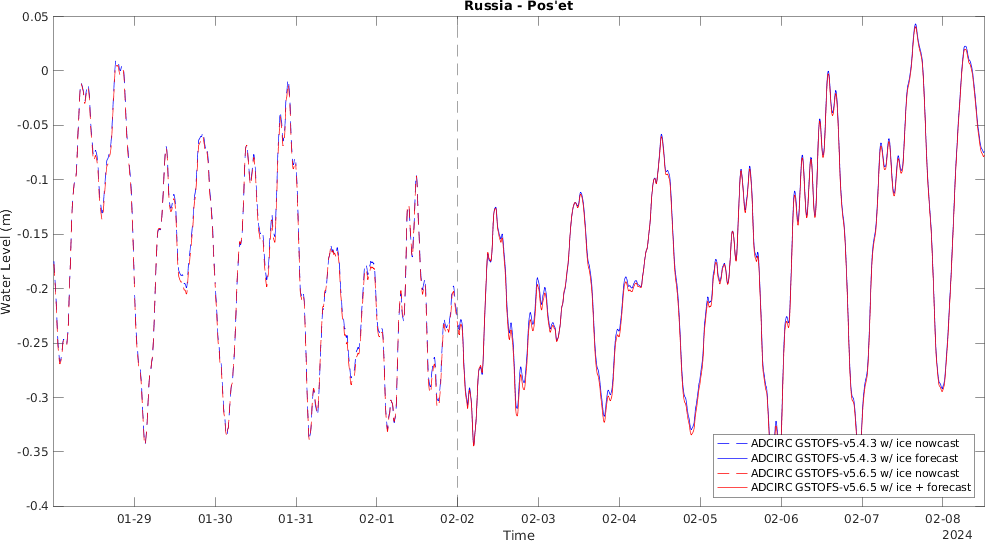 Russia - Pos'et
Water Level (m)
0.05
0
-0.05
-0.1
-0.15
-0.2
-0.25
-0.3
-0.35
-0.4
ADCIRC GSTOFS-v5.4.3 w/ ice nowcast
ADCIRC GSTOFS-v5.4.3 w/ ice forecast
ADCIRC GSTOFS-v5.6.5 w/ ice nowcast
ADCIRC GSTOFS-v5.6.5 w/ ice + forecast
01-29 01-30 01-31 02-01 02-02 02-03 02-04 02-05 02-06 02-07 02-08
Time
2024